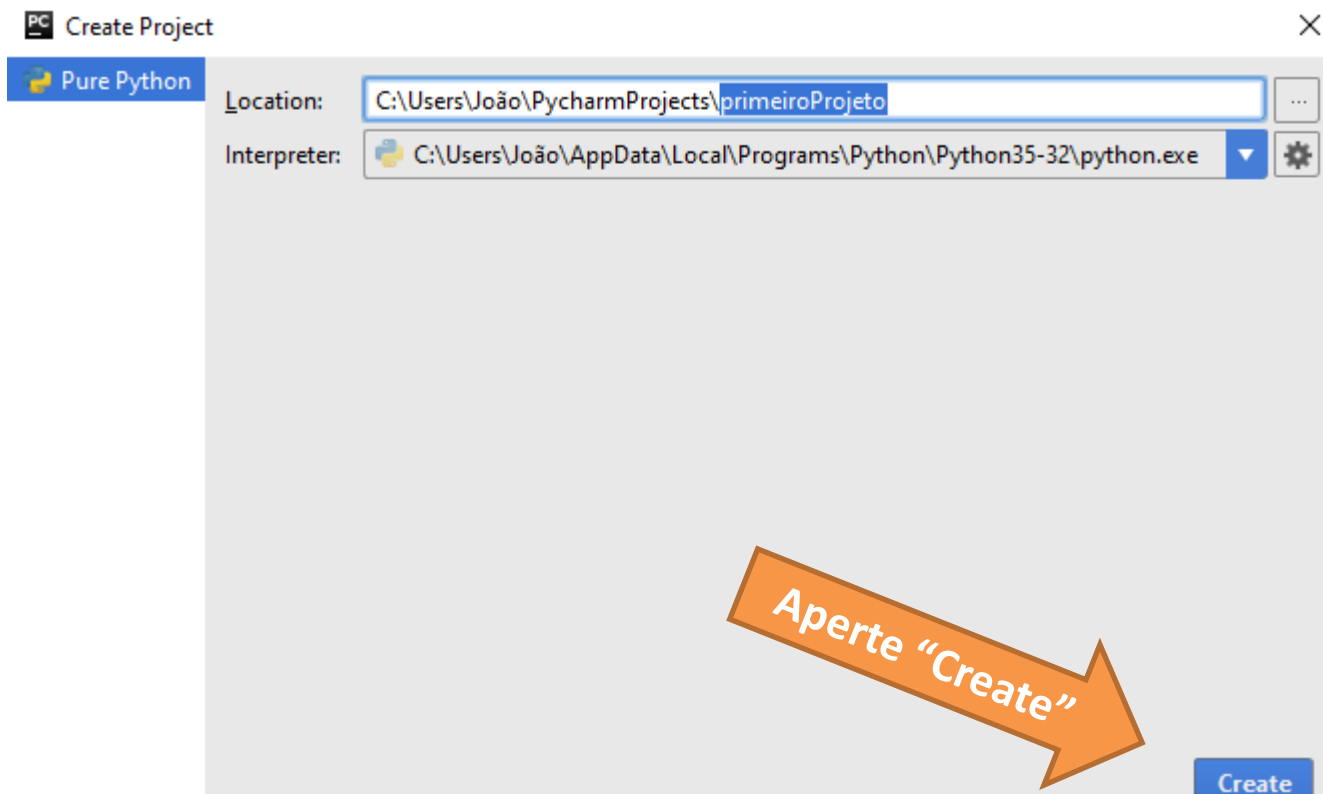 PC Create Project
Pure Python
Location: C:\Users\João\PycharmProjects\primeiroProjeto ...
Interpreter: C:\Users\João\AppData\Local\Programs\Python\Python35-32\python.exe
Aperte “Create”
Create